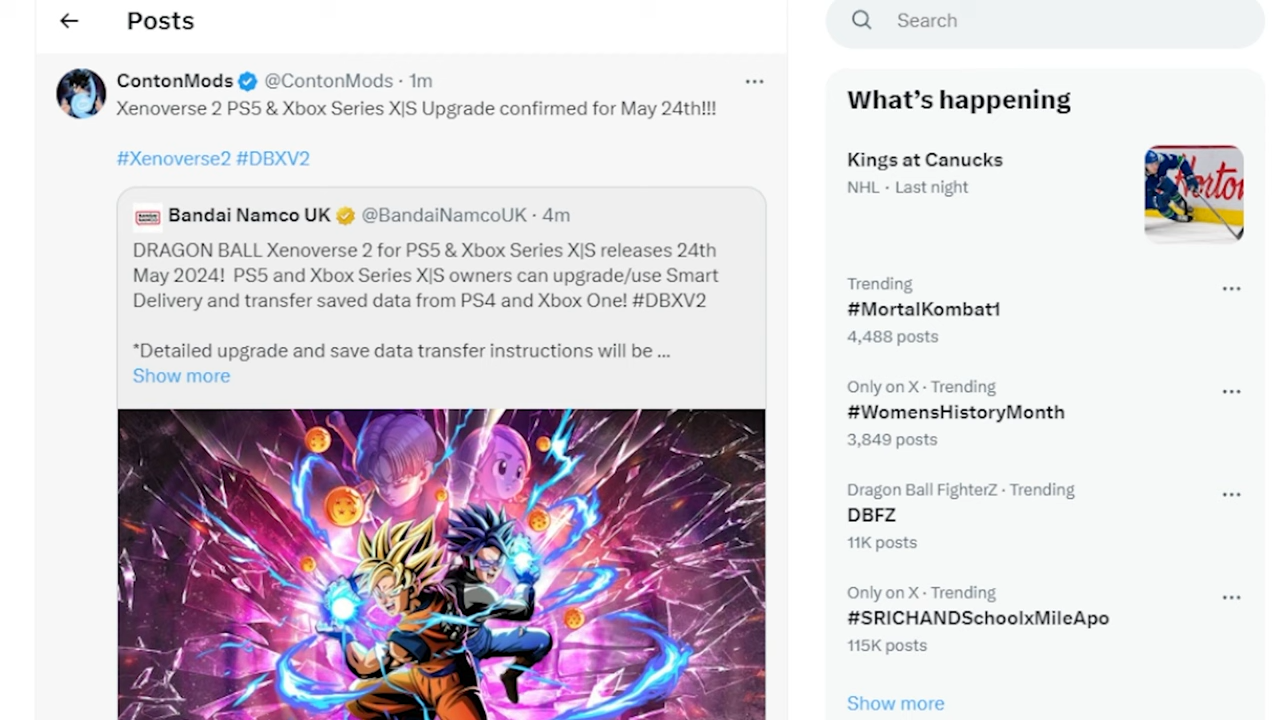 Posts
ContonMods @ContonMods · 1m
Xenoverse 2 PS5 & Xbox Series X|S Upgrade confirmed for May 24th!!!
#Xenoverse2 #DBXV2
Bandai Namco UK @BandaiNamcoUK · 4m
DRAGON BALL Xenoverse 2 for PS5 & Xbox Series X|S releases 24th
May 2024! PS5 and Xbox Series X|S owners can upgrade/use Smart
Delivery and transfer saved data from PS4 and Xbox One! #DBXV2
*Detailed upgrade and save data transfer instructions will be ...
Show more
Search
What's happening
Kings at Canucks
NHL · Last night
Norton
Trending
#MortalKombat1
4,488 posts
Only on X · Trending
#WomensHistoryMonth
3,849 posts
Dragon Ball FighterZ · Trending
DBFZ
11K posts
Only on X · Trending
#SRICHANDSchoolxMileApo
115K posts
Show more